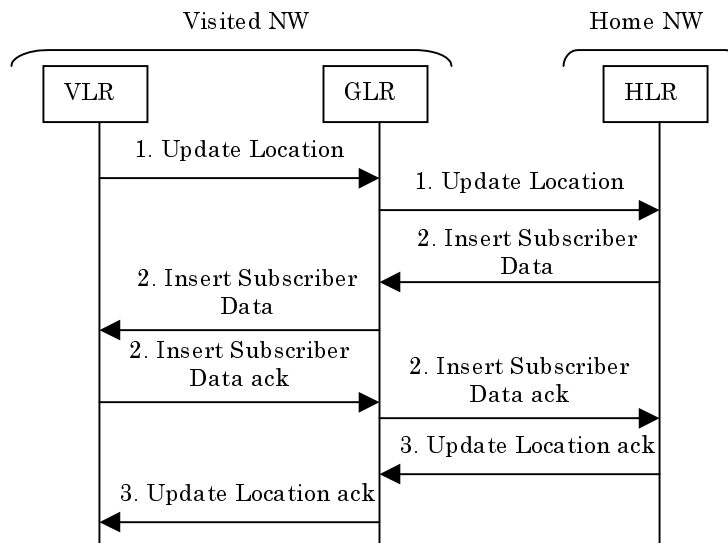 Visited NW
Home NW
VLR
GLR
HLR
1. Update Location
1. Update Location
2. Insert Subscriber
Data
2. Insert Subscriber
Data
2. Insert Subscriber
Data ack
2. Insert Subscriber
Data ack
3. Update Location ack
3. Update Location ack